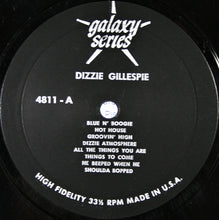 galaxy
series
DIZZIE GILLESPIE
4811 - A
BLUE N' BOOGIE
HOT HOUSE
GROOVIN' HIGH
DIZZIE ATMOSPHERE
ALL THE THINGS YOU ARE
THINGS TO COME
HE BEEPED WHEN HE
SHOULDA BOPPED
HIGH FIDELITY 33⅓ RPM MADE IN U.S.A.